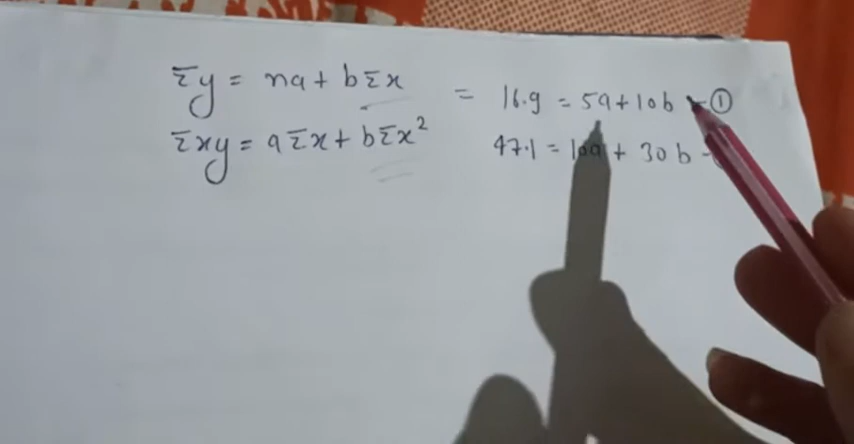 Σy = na + bΣx = 16.9 = 5a + 10b - ①
Σxy = aΣx + bΣx² 47.1 = 10a + 30b -